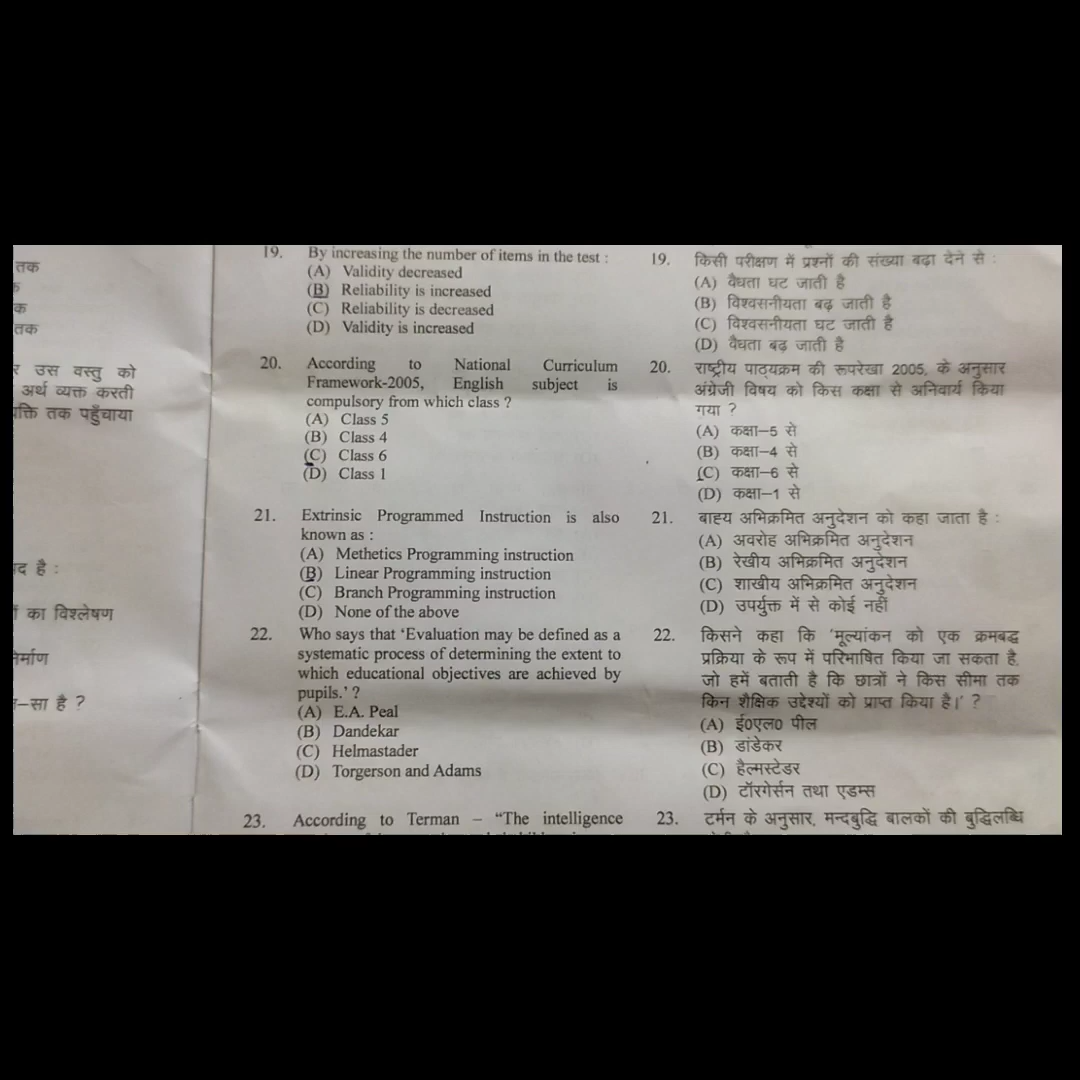 तक
क
तक
र उस वस्तु को
अर्थ व्यक्त करती
क्ति तक पहुँचाया
द है :
ं का विश्लेषण
नर्माण
न–सा है ?
19. By increasing the number of items in the test :
(A) Validity decreased
(B) Reliability is increased
(C) Reliability is decreased
(D) Validity is increased
20. According to National Curriculum
Framework-2005, English subject is
compulsory from which class ?
(A) Class 5
(B) Class 4
(C) Class 6
(D) Class 1
21. Extrinsic Programmed Instruction is also
known as :
(A) Methetics Programming instruction
(B) Linear Programming instruction
(C) Branch Programming instruction
(D) None of the above
22. Who says that ‘Evaluation may be defined as a
systematic process of determining the extent to
which educational objectives are achieved by
pupils.’ ?
(A) E.A. Peal
(B) Dandekar
(C) Helmastader
(D) Torgerson and Adams
23. According to Terman – “The intelligence
19. किसी परीक्षण में प्रश्नों की संख्या बढ़ा देने से :
(A) वैधता घट जाती है
(B) विश्वसनीयता बढ़ जाती है
(C) विश्वसनीयता घट जाती है
(D) वैधता बढ़ जाती है
20. राष्ट्रीय पाठ्यक्रम की रूपरेखा 2005, के अनुसार
अंग्रेजी विषय को किस कक्षा से अनिवार्य किया
गया ?
(A) कक्षा–5 से
(B) कक्षा–4 से
(C) कक्षा–6 से
(D) कक्षा–1 से
21. बाह्य अभिक्रमित अनुदेशन को कहा जाता है :
(A) अवरोह अभिक्रमित अनुदेशन
(B) रेखीय अभिक्रमित अनुदेशन
(C) शाखीय अभिक्रमित अनुदेशन
(D) उपर्युक्त में से कोई नहीं
22. किसने कहा कि ‘मूल्यांकन को एक क्रमबद्ध
प्रक्रिया के रूप में परिभाषित किया जा सकता है,
जो हमें बताती है कि छात्रों ने किस सीमा तक
किन शैक्षिक उद्देश्यों को प्राप्त किया है।’ ?
(A) ई0एल0 पील
(B) डांडेकर
(C) हैल्मस्टेडर
(D) टॉरगेर्सन तथा एडम्स
23. टर्मन के अनुसार, मन्दबुद्धि बालकों की बुद्धिलब्धि